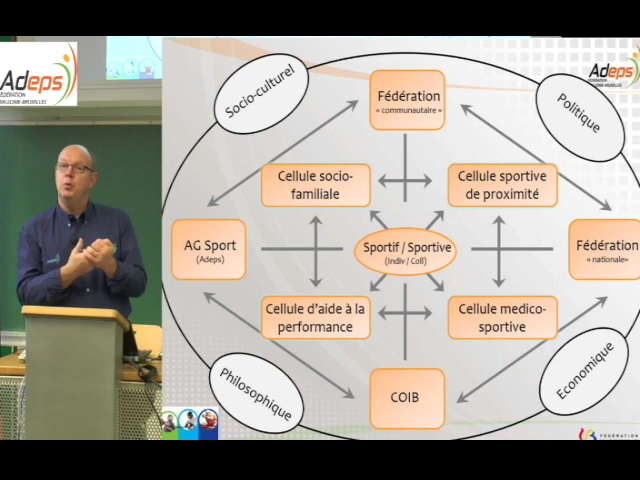 Adeps
FÉDÉRATION
WALLONIE-BRUXELLES
Socio-culturel
Fédération
« communautaire »
Adeps
Politique
Cellule socio-
familiale
Cellule sportive
de proximité
AG Sport
(Adeps)
Sportif / Sportive
(Indiv / Coll)
Fédération
« nationale»
Cellule d'aide à la
performance
Cellule medico-
sportive
Philosophique
COIB
Economique
FÉDÉRATION